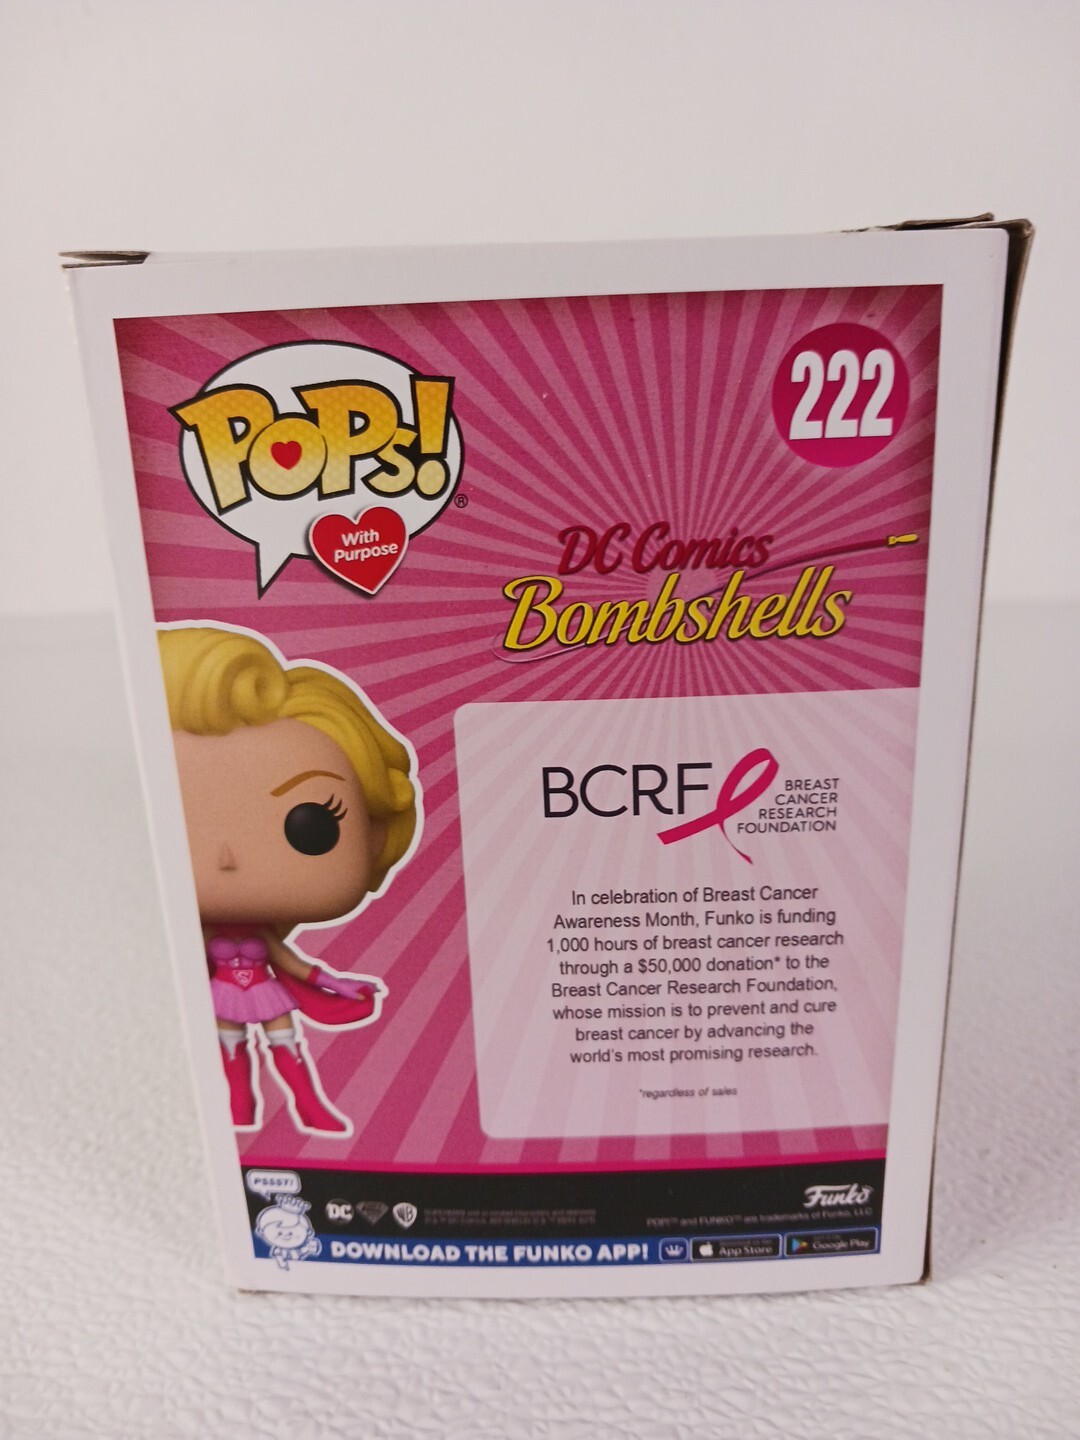 POPs!
®
With
Purpose
222
DC Comics
Bombshells
BCRF
BREAST
CANCER
RESEARCH
FOUNDATION
In celebration of Breast Cancer
Awareness Month, Funko is funding
1,000 hours of breast cancer research
through a $50,000 donation* to the
Breast Cancer Research Foundation,
whose mission is to prevent and cure
breast cancer by advancing the
world's most promising research.
*regardless of sales
PSSST!
DC
WB
Funko
POP!™ and FUNKO™ are trademarks of Funko, LLC
DOWNLOAD THE FUNKO APP!
App Store
Google Play